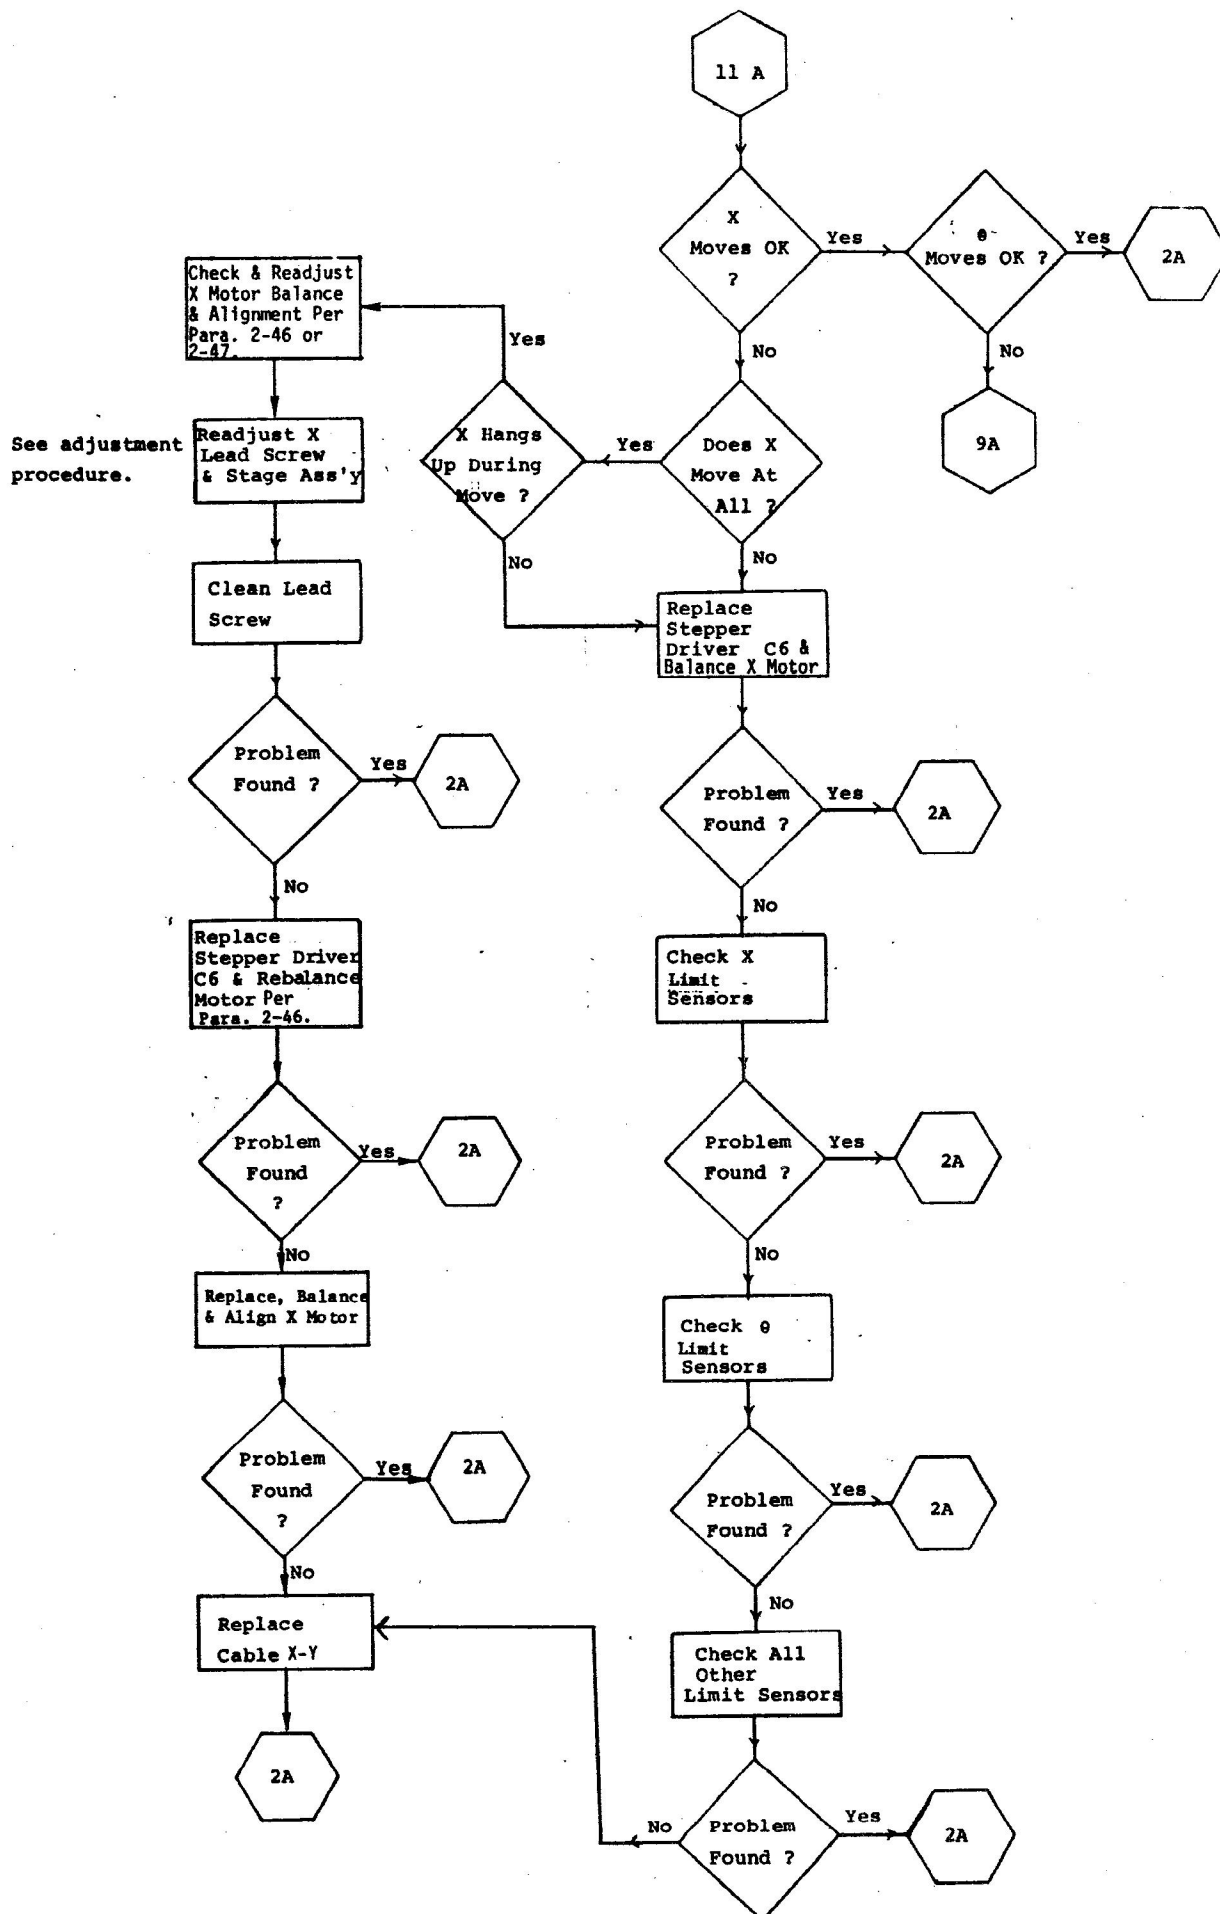 11 A
X
Moves OK
?
Yes
θ
Moves OK ?
Yes
2A
No
No
9A
Check & Readjust
X Motor Balance
& Alignment Per
Para. 2-46 or
2-47.
Yes
See adjustment
procedure.
Readjust X
Lead Screw
& Stage Ass'y
X Hangs
Up During
Move ?
Yes
Does X
Move At
All ?
No
No
Clean Lead
Screw
Replace
Stepper
Driver C6 &
Balance X Motor
Problem
Found ?
Yes
2A
Problem
Found ?
Yes
2A
No
No
Replace
Stepper Driver
C6 & Rebalance
Motor Per
Para. 2-46.
Check X
Limit
Sensors
Problem
Found
?
Yes
2A
Problem
Found ?
Yes
2A
No
No
Replace, Balance
& Align X Motor
Check θ
Limit
Sensors
Problem
Found
?
Yes
2A
Problem
Found ?
Yes
2A
No
No
Replace
Cable X-Y
Check All
Other
Limit Sensors
2A
No
Problem
Found ?
Yes
2A